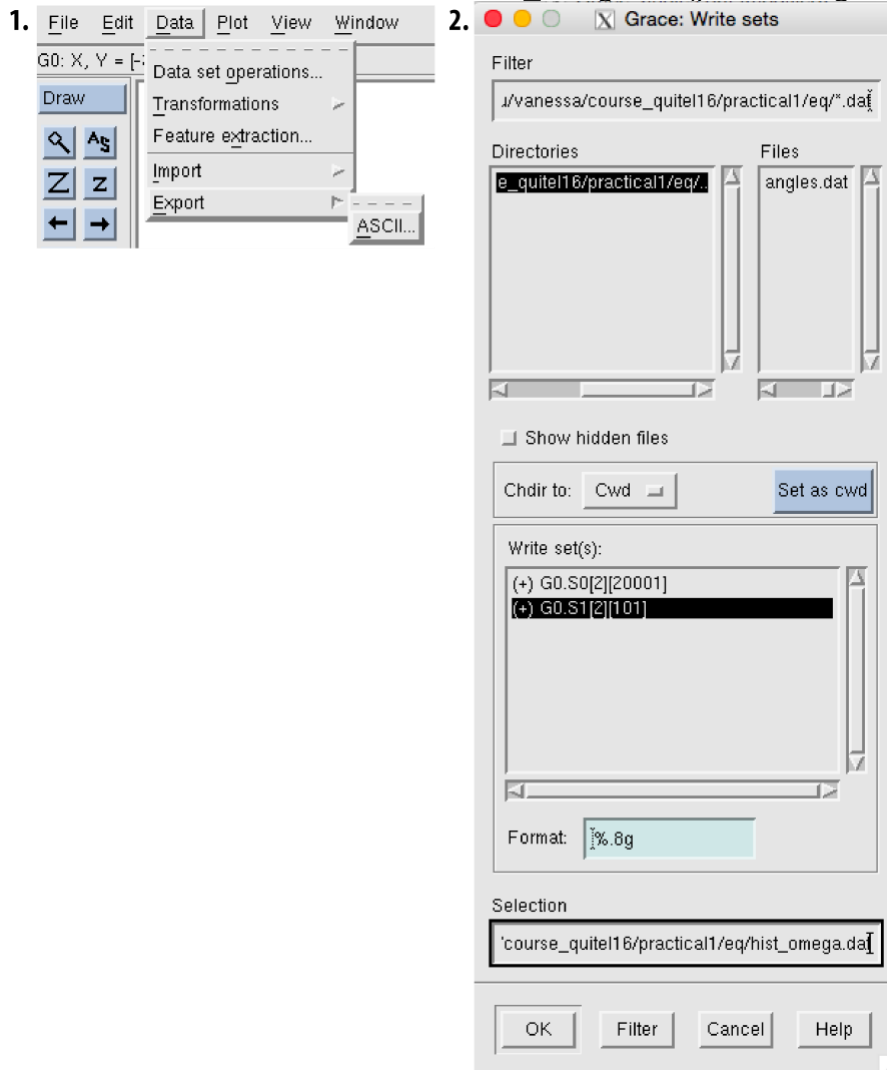 1.
File Edit Data Plot View Window
G0: X, Y = [-
Draw
Data set operations...
Transformations
Feature extraction...
Import
Export
ASCII...
AS
Z z
2.
X Grace: Write sets
Filter
u/vanessa/course_quitel16/practical1/eq/*.dat
Directories Files
e_quitel16/practical1/eq/.. angles.dat
Show hidden files
Chdir to: Cwd Set as cwd
Write set(s):
(+) G0.S0[2][20001]
(+) G0.S1[2][101]
Format: %.8g
Selection
'course_quitel16/practical1/eq/hist_omega.dat
OK Filter Cancel Help